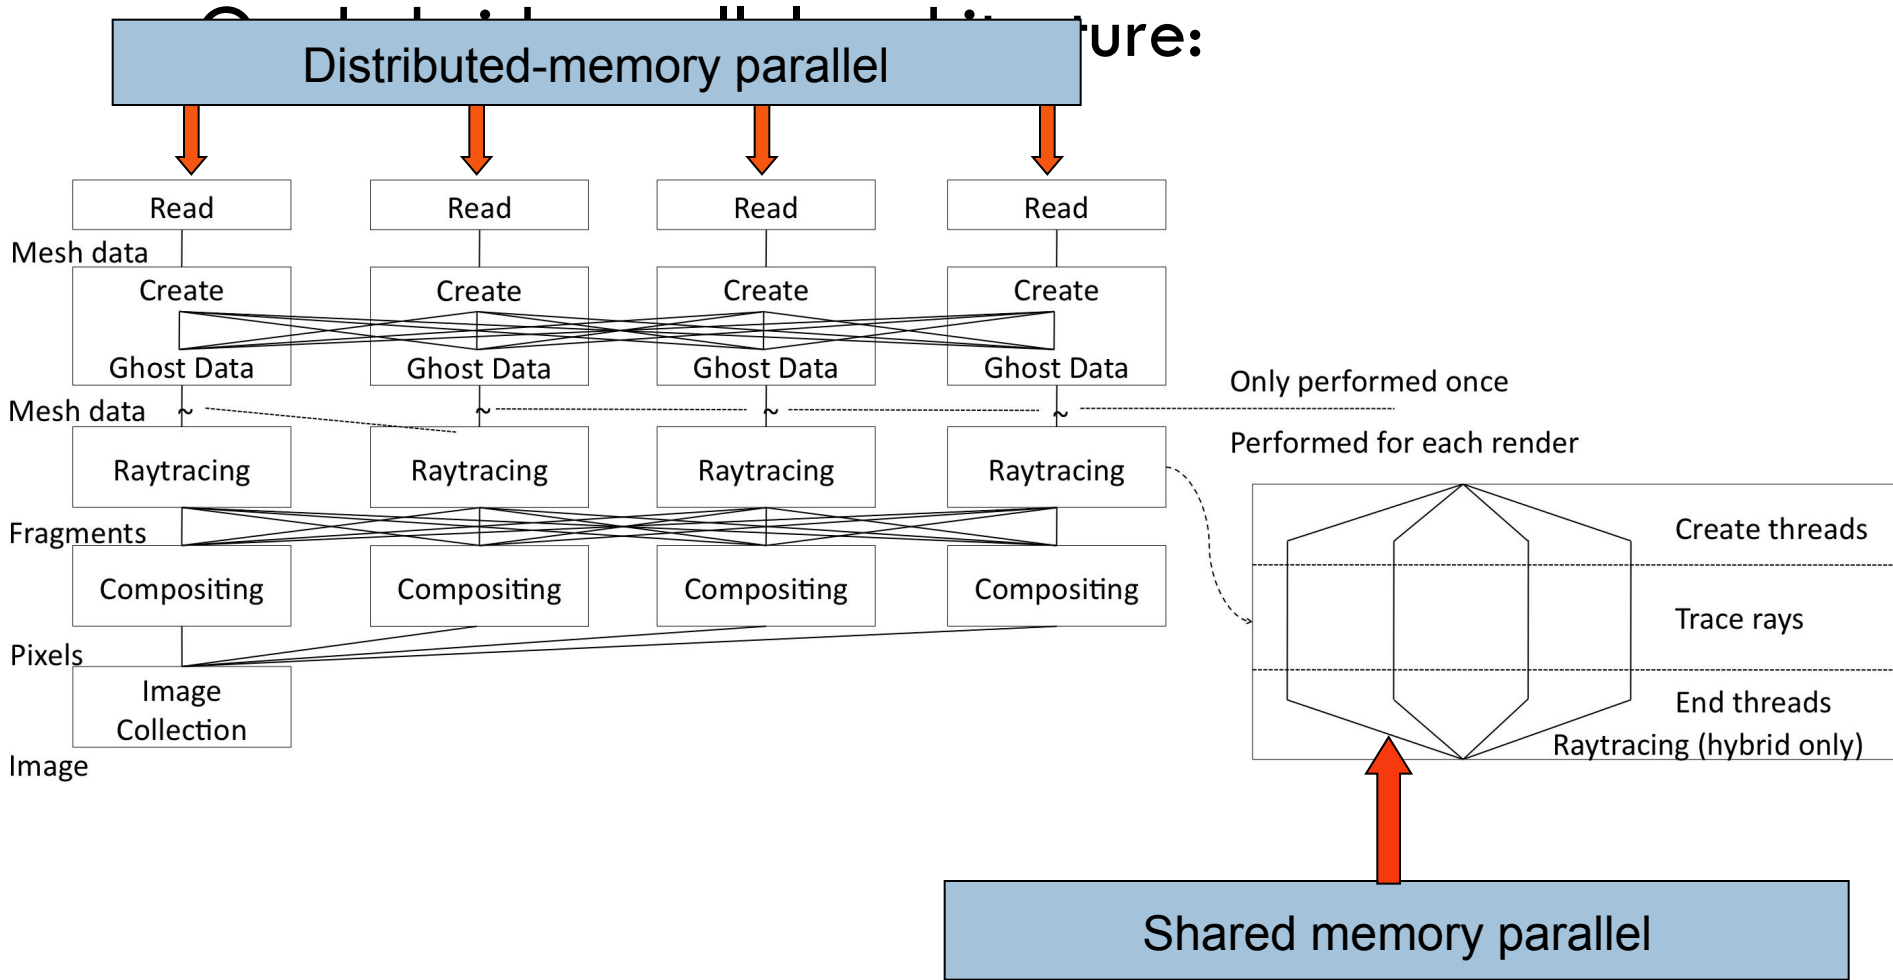 ture:
Distributed-memory parallel
Read Read Read Read
Mesh data
Create Create Create Create
Ghost Data Ghost Data Ghost Data Ghost Data
Only performed once
Mesh data ~ ~ ~ ~
Performed for each render
Raytracing Raytracing Raytracing Raytracing
Fragments
Create threads
Compositing Compositing Compositing Compositing
Trace rays
Pixels
Image
Collection
End threads
Raytracing (hybrid only)
Image
Shared memory parallel